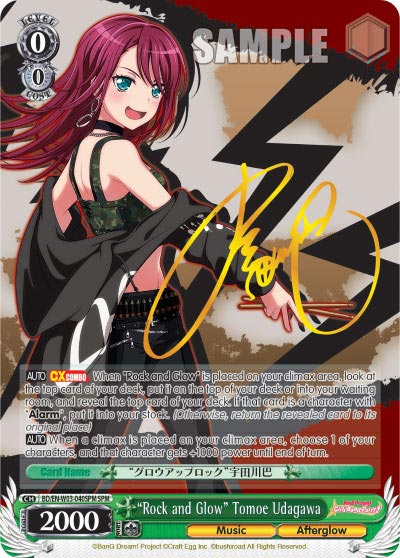 LEVEL
0
0
COST
SAMPLE
AUTO CX COMBO When "Rock and Glow" is placed on your climax area, look at
the top card of your deck, put it on the top of your deck or into your waiting
room, and reveal the top card of your deck. If that card is a character with
"Alarm", put it into your stock. (Otherwise, return the revealed card to its
original place)
AUTO When a climax is placed on your climax area, choose 1 of your
characters, and that character gets +1000 power until end of turn.
Card Name "グロウアップロック"宇田川巴
CH BD/EN-W03-040SPM SPM
2000
"Rock and Glow" Tomoe Udagawa
Music Afterglow
©BanG Dream! Project ©Craft Egg Inc. ©bushiroad All Rights Reserved.